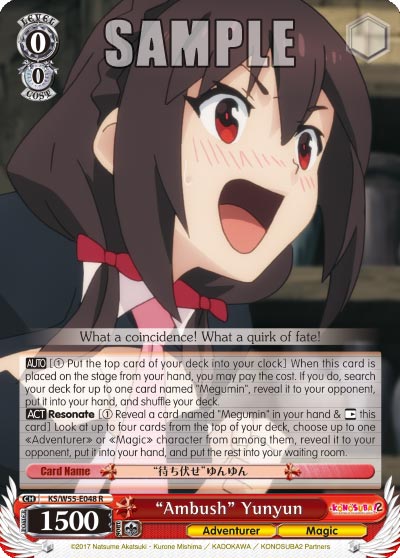 LEVEL
0
0
COST
SAMPLE
What a coincidence! What a quirk of fate!
AUTO [① Put the top card of your deck into your clock] When this card is
placed on the stage from your hand, you may pay the cost. If you do, search
your deck for up to one card named "Megumin", reveal it to your opponent,
put it into your hand, and shuffle your deck.
ACT Resonate [① Reveal a card named "Megumin" in your hand & this
card] Look at up to four cards from the top of your deck, choose up to one
«Adventurer» or «Magic» character from among them, reveal it to your
opponent, put it into your hand, and put the rest into your waiting room.
Card Name
"待ち伏せ"ゆんゆん
CH KS/W55-E048 R
"Ambush" Yunyun
KONOSUBA 2
POWER
1500
Adventurer
Magic
©2017 Natsume Akatsuki・Kurone Mishima / KADOKAWA / KONOSUBA2 Partners